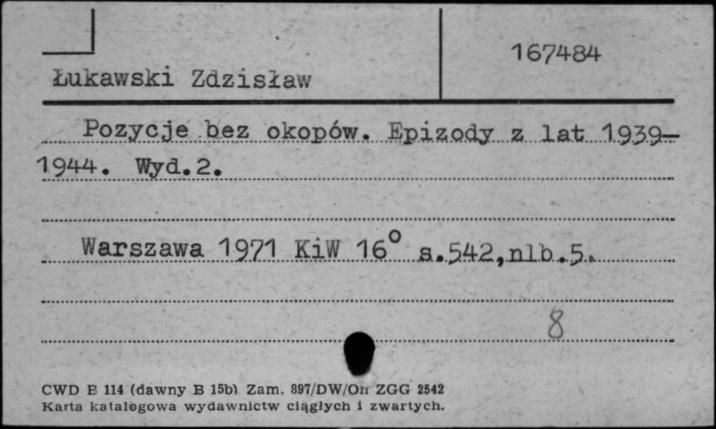 167484
Łukawski Zdzisław
Pozycje bez okopów. Epizody z lat 1939-
1944. Wyd.2.
Warszawa 1971 KiW 16° s.542,nlb.5.
8
CWD B 114 (dawny B 15b) Zam. 897/DW/On ZGG 2542
Karta katalogowa wydawnictw ciągłych i zwartych.